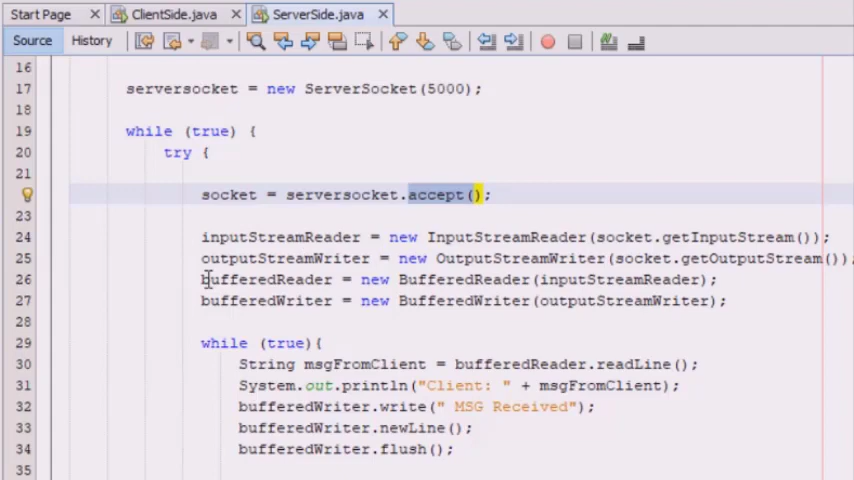 Start Page ClientSide.java ServerSide.java
Source History
16
17 serversocket = new ServerSocket(5000);
18
19 while (true) {
20 try {
21
socket = serversocket.accept();
23
24 inputStreamReader = new InputStreamReader(socket.getInputStream());
25 outputStreamWriter = new OutputStreamWriter(socket.getOutputStream());
26 bufferedReader = new BufferedReader(inputStreamReader);
27 bufferedWriter = new BufferedWriter(outputStreamWriter);
28
29 while (true){
30 String msgFromClient = bufferedReader.readLine();
31 System.out.println("Client: " + msgFromClient);
32 bufferedWriter.write(" MSG Received");
33 bufferedWriter.newLine();
34 bufferedWriter.flush();
35